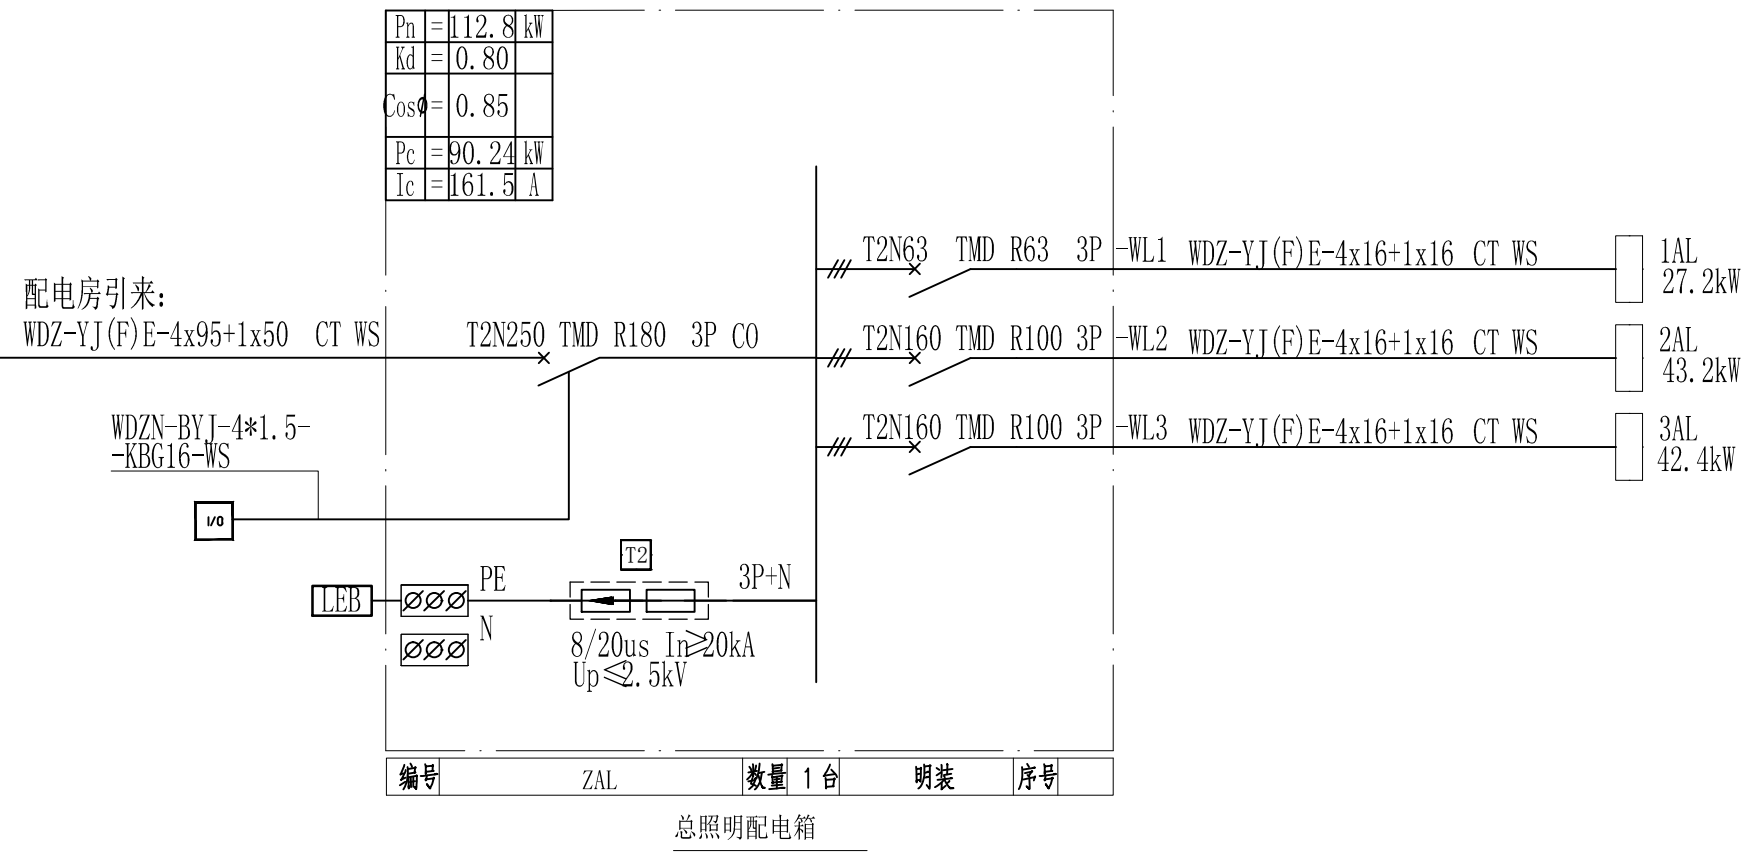 Pn = 112.8 kW
Kd = 0.80
Cosø = 0.85
Pc = 90.24 kW
Ic = 161.5 A
T2N63 TMD R63 3P -WL1 WDZ-YJ(F)E-4x16+1x16 CT WS
1AL
27.2kW
配电房引来:
WDZ-YJ(F)E-4x95+1x50 CT WS
T2N250 TMD R180 3P CO
T2N160 TMD R100 3P -WL2 WDZ-YJ(F)E-4x16+1x16 CT WS
2AL
43.2kW
T2N160 TMD R100 3P -WL3 WDZ-YJ(F)E-4x16+1x16 CT WS
3AL
42.4kW
WDZN-BYJ-4*1.5-
-KBG16-WS
I/O
T2
LEB
PE
3P+N
N
8/20us In≥20kA
Up≤2.5kV
编号 ZAL 数量 1台 明装 序号
总照明配电箱